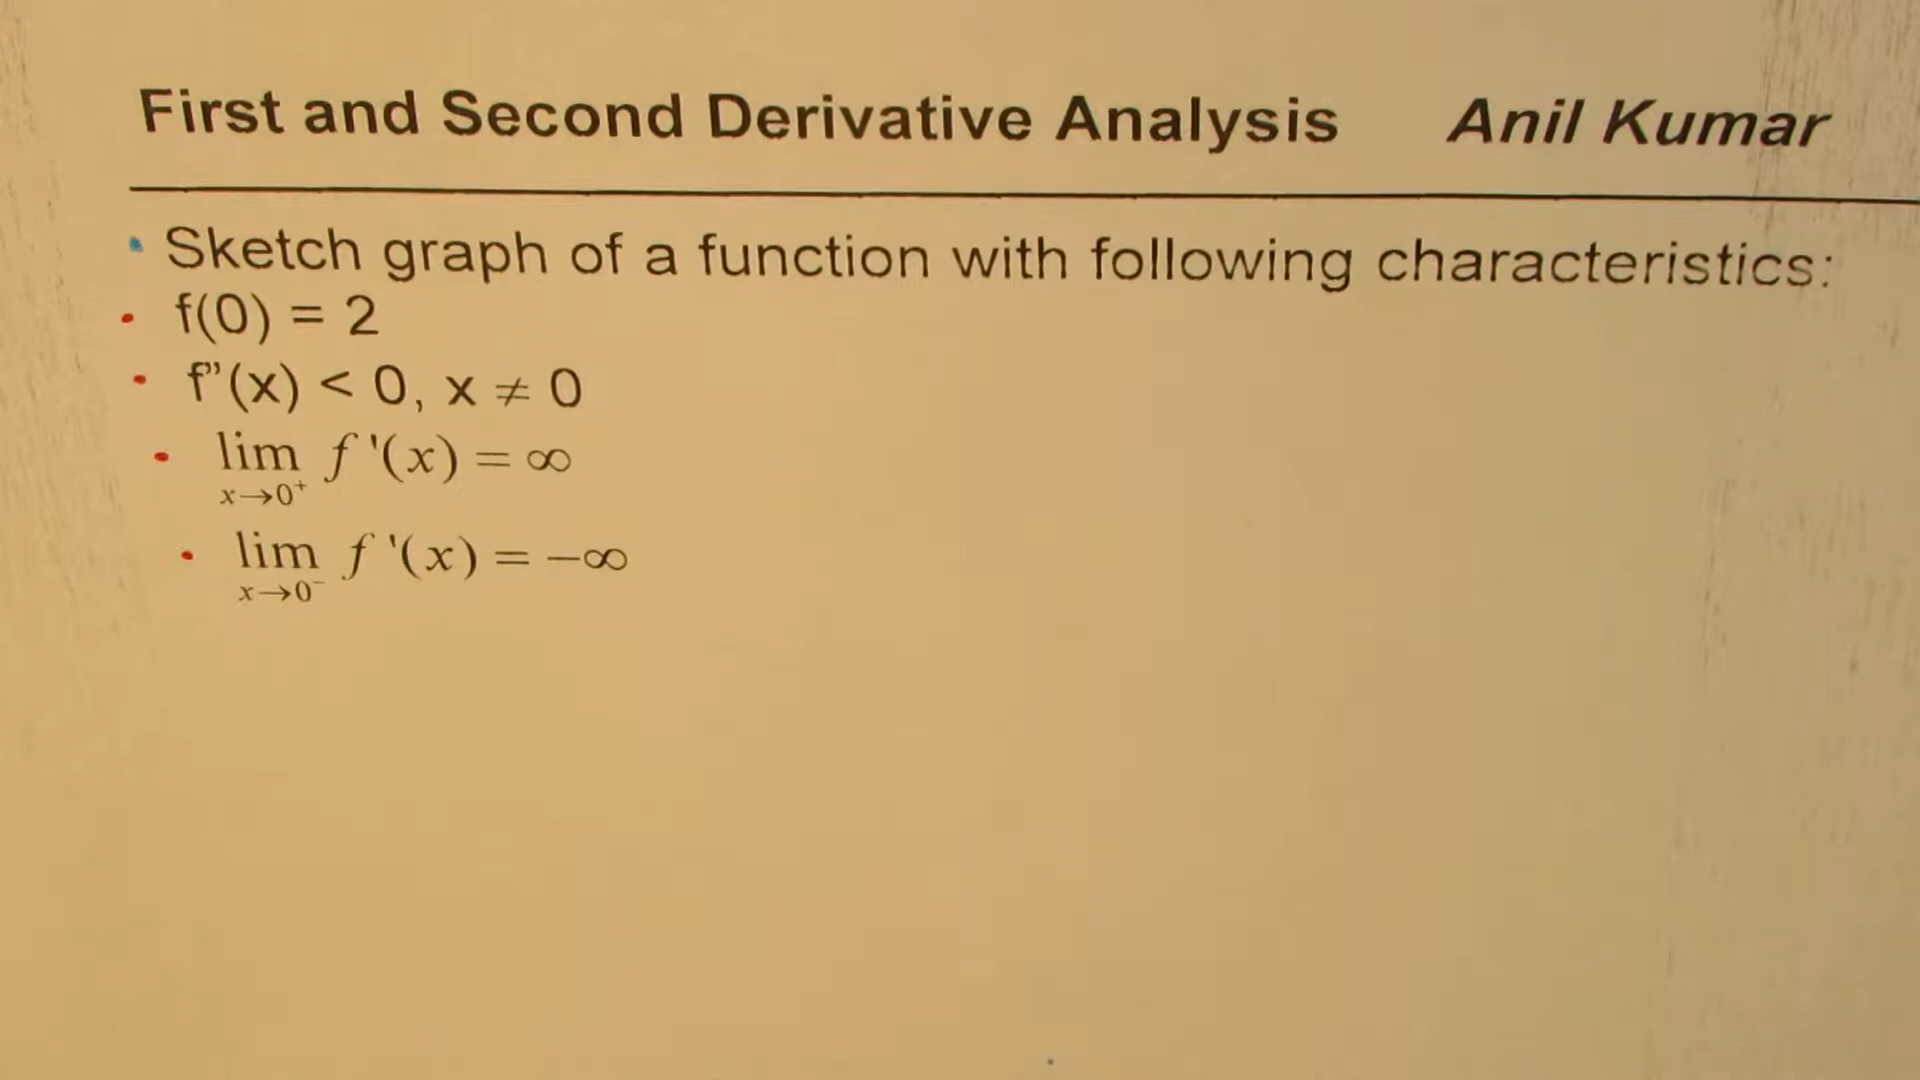 First and Second Derivative Analysis Anil Kumar
• Sketch graph of a function with following characteristics:
• f(0) = 2
• f”(x) < 0, x ≠ 0
• lim f '(x) = ∞
x→0⁺
• lim f '(x) = −∞
x→0⁻